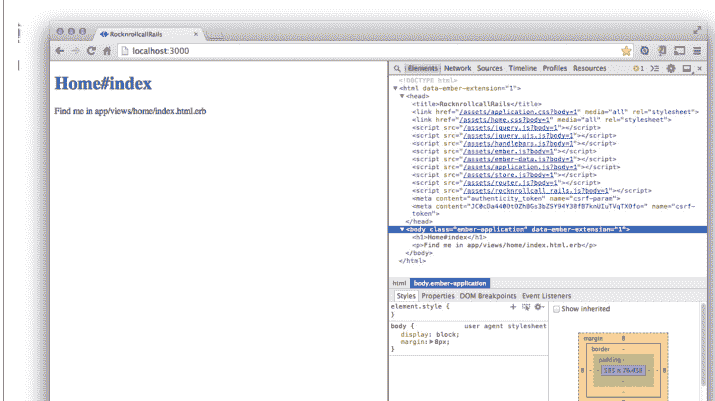 RocknrollcallRails
localhost:3000
Home#index
Find me in app/views/home/index.html.erb
Elements Network Sources Timeline Profiles Resources
1
<!DOCTYPE html>
▼<html data-ember-extension="1">
▼<head>
<title>RocknrollcallRails</title>
<link href="/assets/application.css?body=1" media="all" rel="stylesheet">
<link href="/assets/home.css?body=1" media="all" rel="stylesheet">
<script src="/assets/jquery.js?body=1"></script>
<script src="/assets/jquery_ujs.js?body=1"></script>
<script src="/assets/handlebars.js?body=1"></script>
<script src="/assets/ember.js?body=1"></script>
<script src="/assets/ember-data.js?body=1"></script>
<script src="/assets/application.js?body=1"></script>
<script src="/assets/store.js?body=1"></script>
<script src="/assets/router.js?body=1"></script>
<script src="/assets/rocknrollcall_rails.js?body=1"></script>
<meta content="authenticity_token" name="csrf-param">
<meta content= name="csrf-
token">
</head>
▼<body class="ember-application" data-ember-extension="1">
<h1>Home#index</h1>
<p>Find me in app/views/home/index.html.erb</p>
</body>
</html>
html body.ember-application
Styles Properties DOM Breakpoints Event Listeners
element.style {
}
Show inherited
body { user agent stylesheet
display: block;
margin:▶8px;
}
margin 8
border -
padding -
8 - - - - 8
-
-